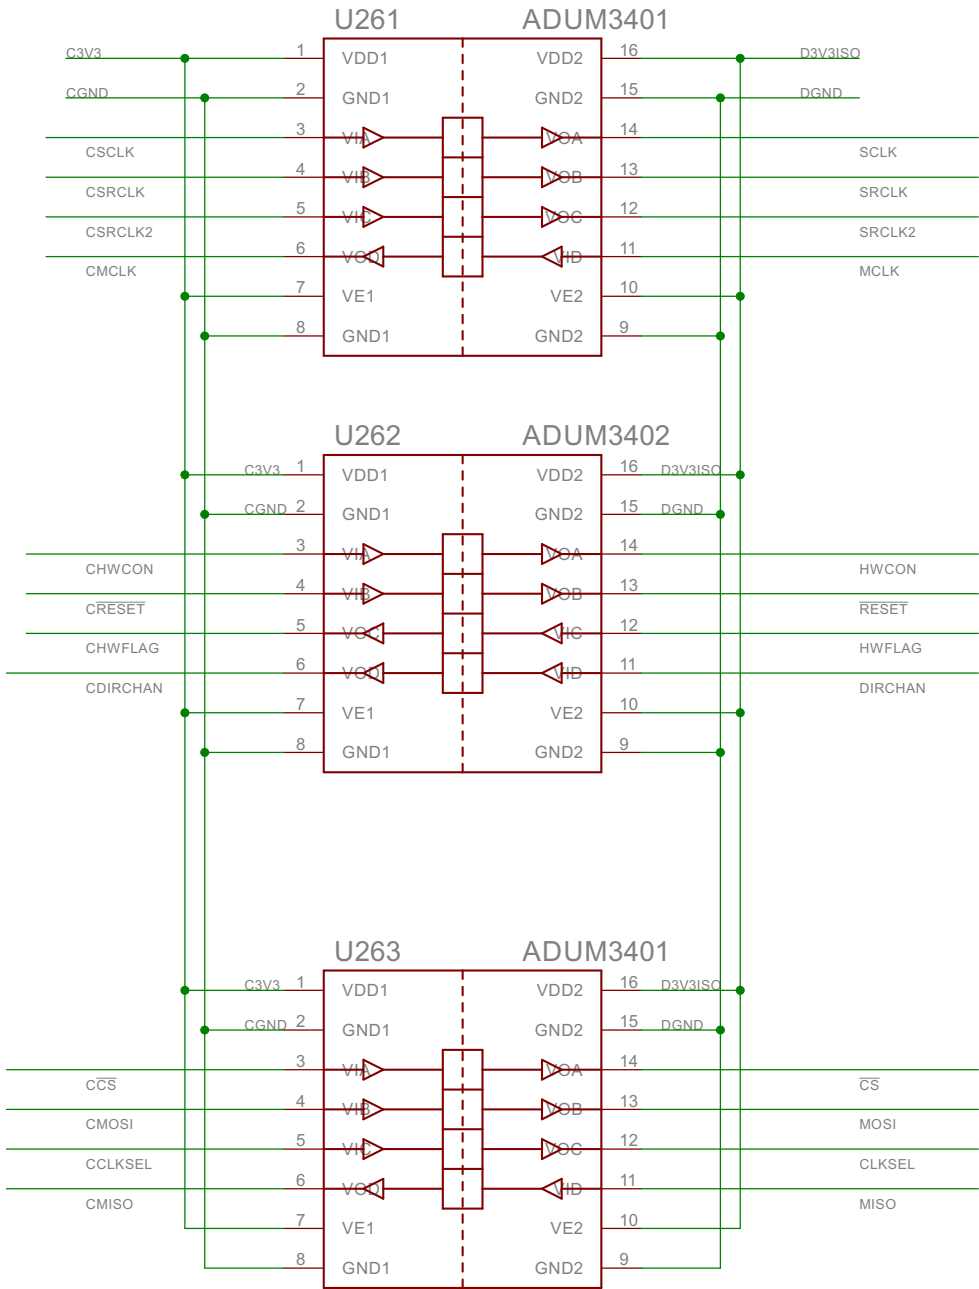 U261 ADUM3401
C3V3 1 VDD1 VDD2 16 D3V3ISO
CGND 2 GND1 GND2 15 DGND
3 VIA VOA 14
CSCLK SCLK
4 VIB VOB 13
CSRCLK SRCLK
5 VIC VOC 12
CSRCLK2 SRCLK2
6 VOD VID 11
CMCLK MCLK
7 VE1 VE2 10
8 GND1 GND2 9
U262 ADUM3402
C3V3 1 VDD1 VDD2 16 D3V3ISO
CGND 2 GND1 GND2 15 DGND
3 VIA VOA 14
CHWCON HWCON
4 VIB VOB 13
CRESET RESET
5 VOC VIC 12
CHWFLAG HWFLAG
6 VOD VID 11
CDIRCHAN DIRCHAN
7 VE1 VE2 10
8 GND1 GND2 9
U263 ADUM3401
C3V3 1 VDD1 VDD2 16 D3V3ISO
CGND 2 GND1 GND2 15 DGND
3 VIA VOA 14
CCS CS
4 VIB VOB 13
CMOSI MOSI
5 VIC VOC 12
CCLKSEL CLKSEL
6 VOD VID 11
CMISO MISO
7 VE1 VE2 10
8 GND1 GND2 9